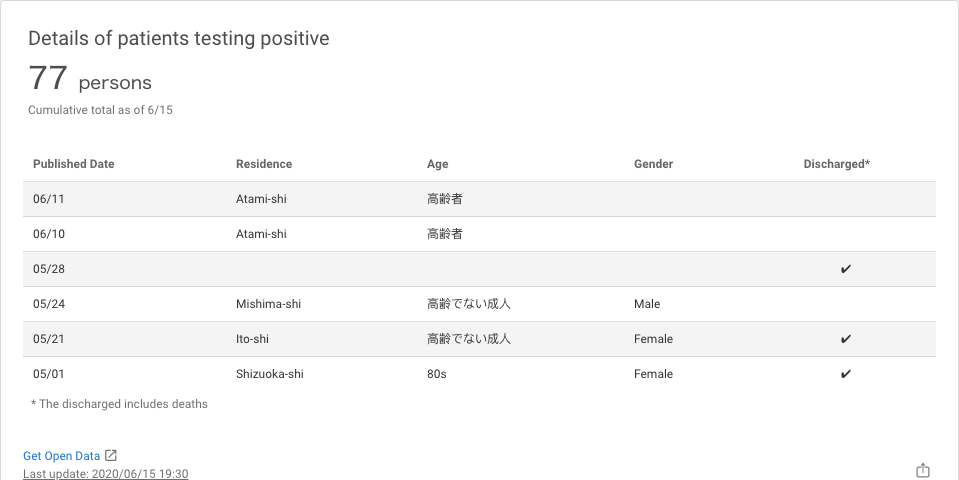 Details of patients testing positive
77 persons
Cumulative total as of 6/15
Published Date Residence Age Gender Discharged*
06/11 Atami-shi 高齢者
06/10 Atami-shi 高齢者
05/28 ✔
05/24 Mishima-shi 高齢でない成人 Male
05/21 Ito-shi 高齢でない成人 Female ✔
05/01 Shizuoka-shi 80s Female ✔
* The discharged includes deaths
Get Open Data
Last update: 2020/06/15 19:30